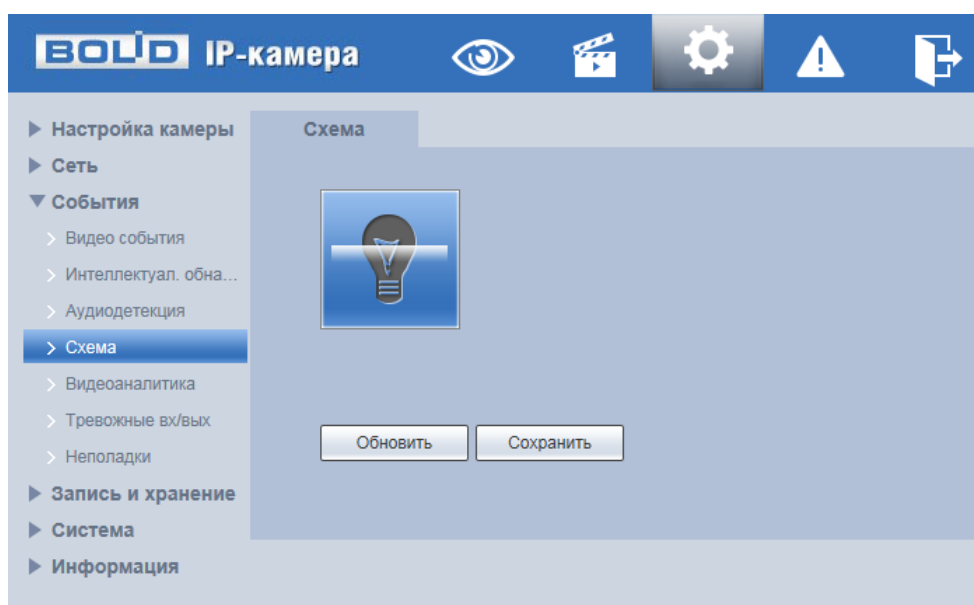 BOLID IP-камера
Настройка камеры
Сеть
События
Видео события
Интеллектуал. обна...
Аудиодетекция
Схема
Видеоаналитика
Тревожные вх/вых
Неполадки
Запись и хранение
Система
Информация
Схема
Обновить Сохранить